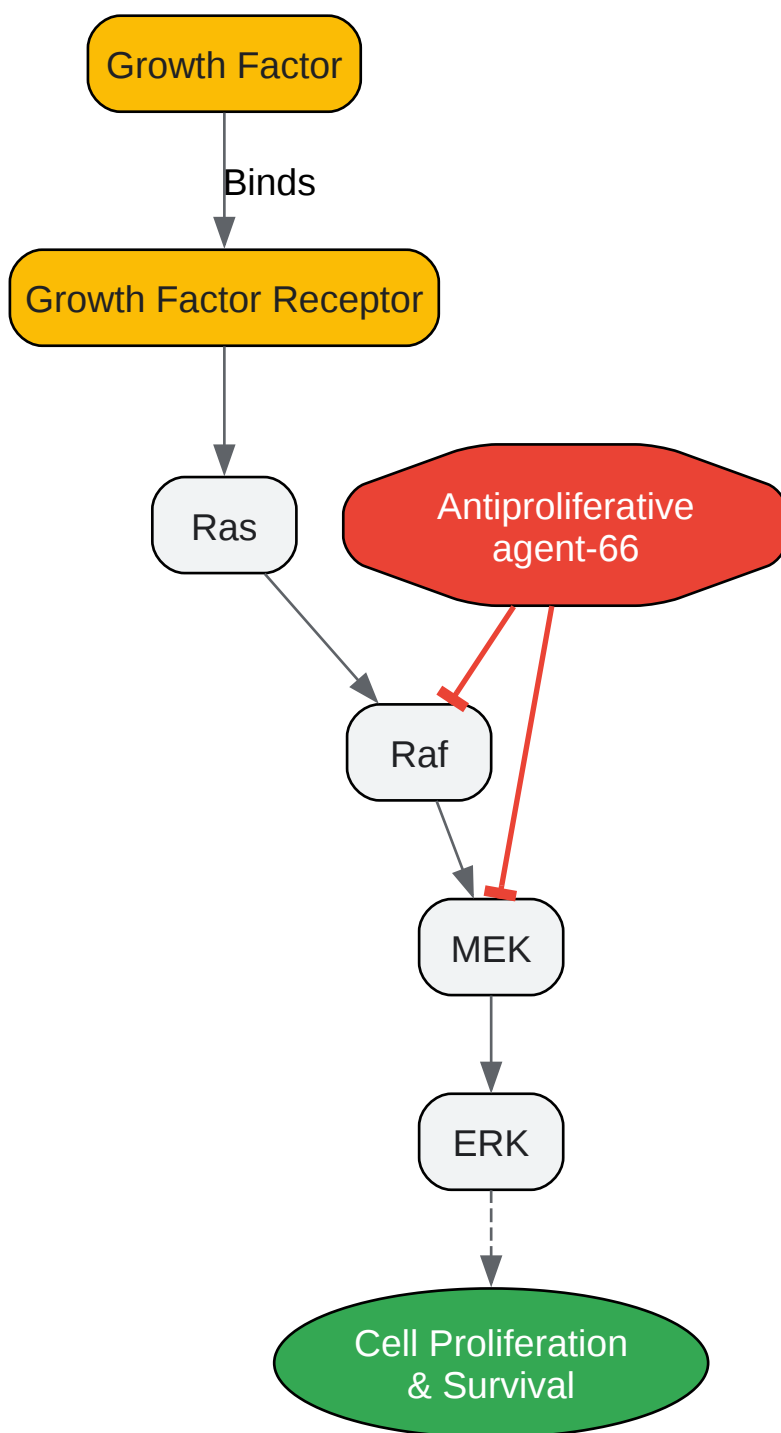 Growth Factor
Binds
Growth Factor Receptor
Ras
Antiproliferative
agent-66
Raf
MEK
ERK
Cell Proliferation
& Survival